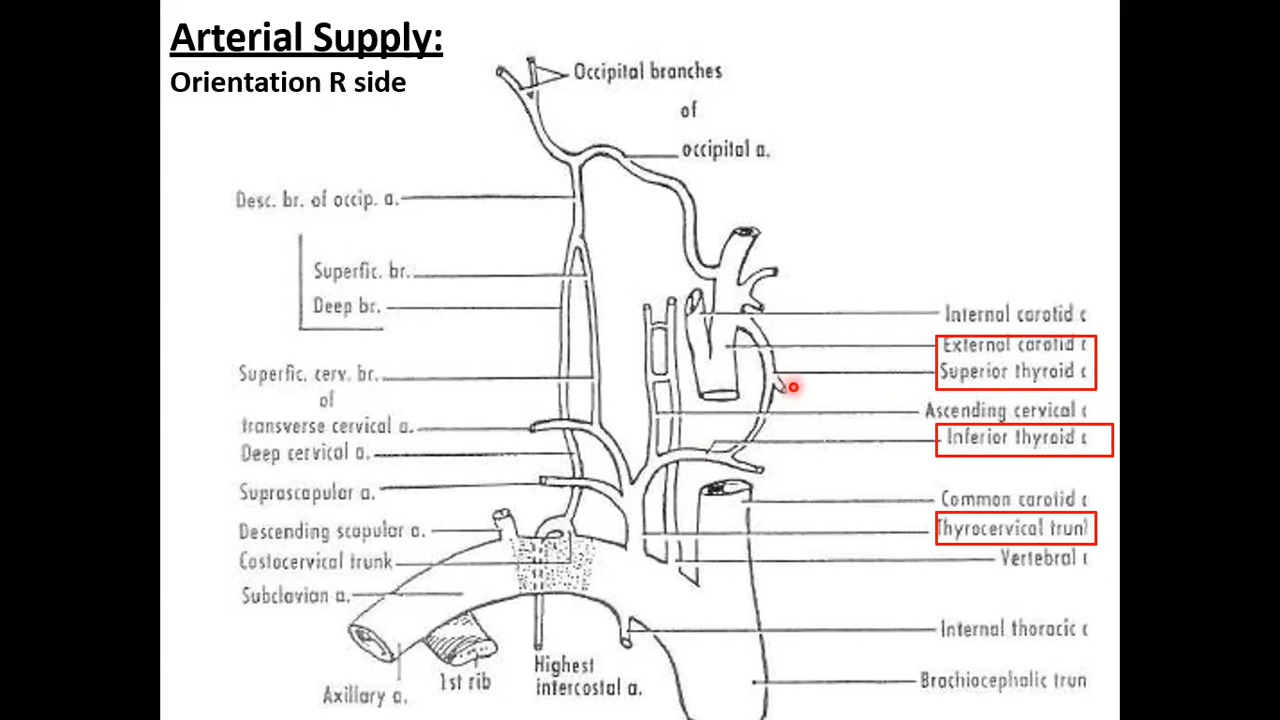 Arterial Supply:
Orientation R side
Occipital branches
of
occipital a.
Desc. br. of occip. a.
Superfic. br.
Deep br.
Superfic. cerv. br.
of
transverse cervical a.
Deep cervical a.
Suprascapular a.
Descending scapular a.
Costocervical trunk
Subclavian a.
Axillary a.
1st rib
Highest
intercostal a.
Internal carotid
External carotid
Superior thyroid
Ascending cervical
Inferior thyroid
Common carotid
Thyrocervical
Vertebral
Internal thoracic
Brachiocephalic